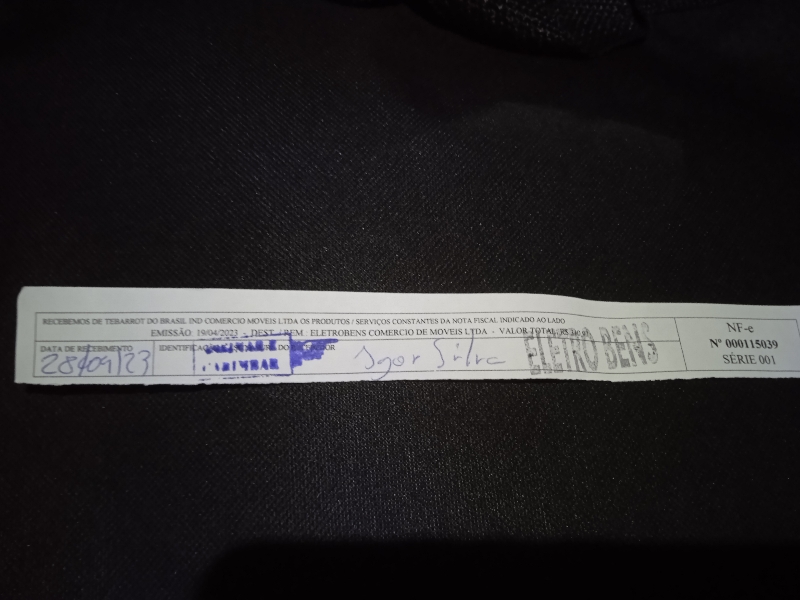 RECEBEMOS DE TEBARROT DO BRASIL IND COMERCIO MOVEIS LTDA OS PRODUTOS / SERVIÇOS CONSTANTES DA NOTA FISCAL INDICADO AO LADO
EMISSÃO: 19/04/2023 - DEST. / REM.: ELETROBENS COMERCIO DE MOVEIS LTDA - VALOR TOTAL: R$
DATA DE RECEBIMENTO
28/04/23
CARIMBAR
Igor Silva
ELETRO BENS
NF-e
Nº 000115039
SÉRIE 001